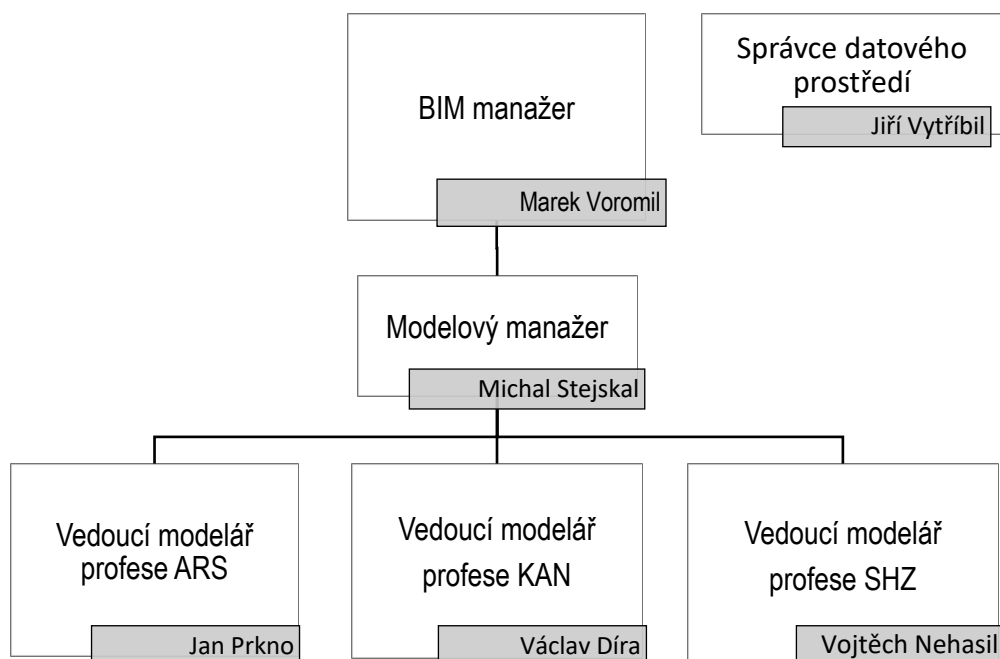 BIM manažer
Marek Voromil
Správce datového
prostředí
Jiří Vytříbil
Modelový manažer
Michal Stejskal
Vedoucí modelář
profese ARS
Jan Prkno
Vedoucí modelář
profese KAN
Václav Díra
Vedoucí modelář
profese SHZ
Vojtěch Nehasil